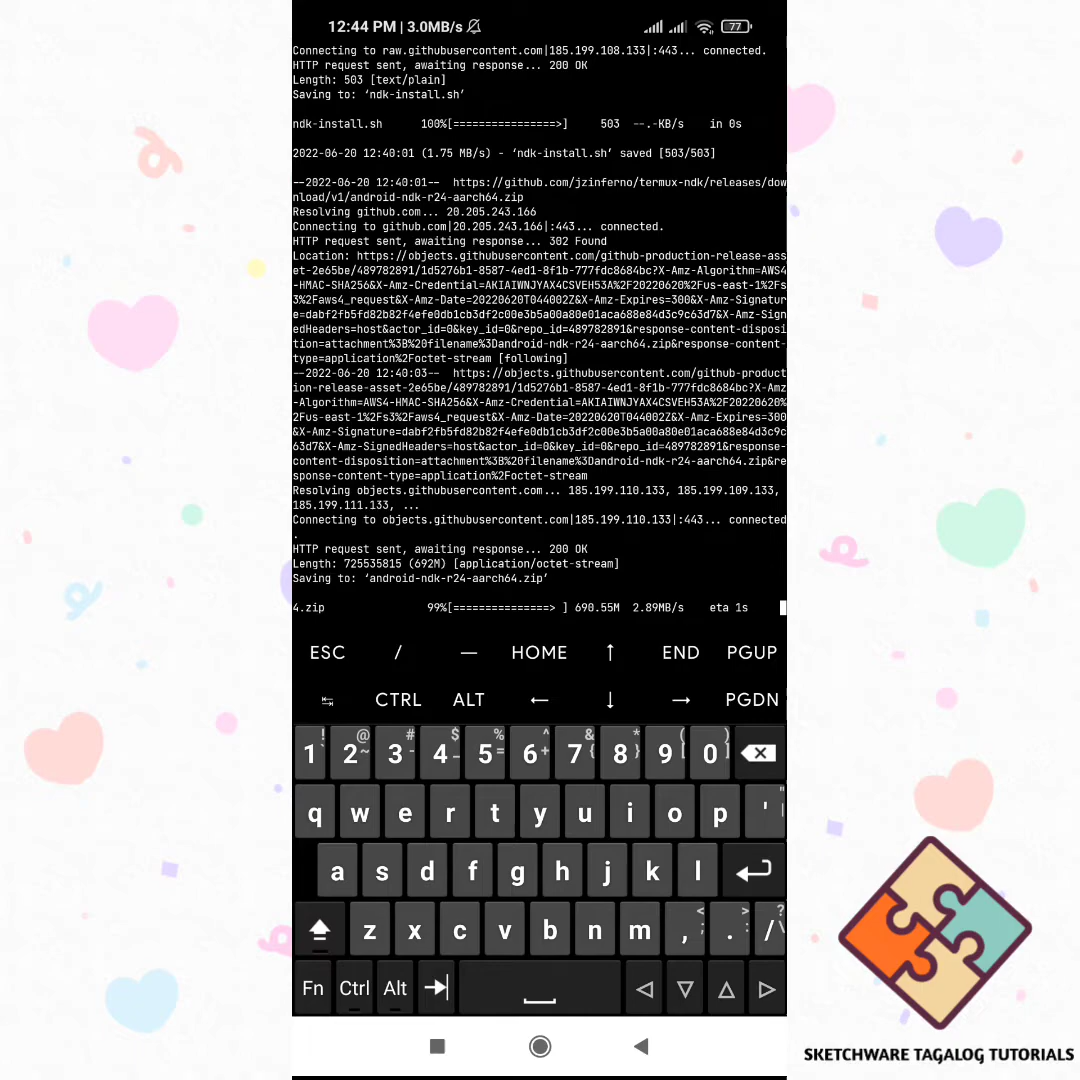 12:44 PM | 3.0MB/s
77
Connecting to raw.githubusercontent.com|185.199.108.133|:443... connected.
HTTP request sent, awaiting response... 200 OK
Length: 503 [text/plain]
Saving to: ‘ndk-install.sh’
ndk-install.sh 100%[================>] 503 --.-KB/s in 0s
2022-06-20 12:40:01 (1.75 MB/s) - ‘ndk-install.sh’ saved [503/503]
--2022-06-20 12:40:01-- https://github.com/jzinferno/termux-ndk/releases/dow
nload/v1/android-ndk-r24-aarch64.zip
Resolving github.com... 20.205.243.166
Connecting to github.com|20.205.243.166|:443... connected.
HTTP request sent, awaiting response... 302 Found
Location: https://objects.githubusercontent.com/github-production-release-ass
et-2e65be/489782891/1d5276b1-8587-4ed1-8f1b-777fdc8684bc?X-Amz-Algorithm=AWS4
-HMAC-SHA256&X-Amz-Credential=AKIAIWNJYAX4CSVEH53A%2F20220620%2Fus-east-1%2Fs
3%2Faws4_request&X-Amz-Date=20220620T044002Z&X-Amz-Expires=300&X-Amz-Signatur
e=dabf2fb5fd82b82f4efe0db1cb3df2c00e3b5a00a80e01aca688e84d3c9c63d7&X-Amz-Sign
edHeaders=host&actor_id=0&key_id=0&repo_id=489782891&response-content-disposi
tion=attachment%3B%20filename%3Dandroid-ndk-r24-aarch64.zip&response-content-
type=application%2Foctet-stream [following]
--2022-06-20 12:40:03-- https://objects.githubusercontent.com/github-product
ion-release-asset-2e65be/489782891/1d5276b1-8587-4ed1-8f1b-777fdc8684bc?X-Amz
-Algorithm=AWS4-HMAC-SHA256&X-Amz-Credential=AKIAIWNJYAX4CSVEH53A%2F20220620%
2Fus-east-1%2Fs3%2Faws4_request&X-Amz-Date=20220620T044002Z&X-Amz-Expires=300
&X-Amz-Signature=dabf2fb5fd82b82f4efe0db1cb3df2c00e3b5a00a80e01aca688e84d3c9c
63d7&X-Amz-SignedHeaders=host&actor_id=0&key_id=0&repo_id=489782891&response-
content-disposition=attachment%3B%20filename%3Dandroid-ndk-r24-aarch64.zip&re
sponse-content-type=application%2Foctet-stream
Resolving objects.githubusercontent.com... 185.199.110.133, 185.199.109.133,
185.199.111.133, ...
Connecting to objects.githubusercontent.com|185.199.110.133|:443... connected
.
HTTP request sent, awaiting response... 200 OK
Length: 725535815 (692M) [application/octet-stream]
Saving to: ‘android-ndk-r24-aarch64.zip’
4.zip 99%[===============> ] 690.55M 2.89MB/s eta 1s
ESC / — HOME ↑ END PGUP
↹ CTRL ALT ← ↓ → PGDN
! @ # $ % ^ & * ( )
1 2 3 4 5 6 7 8 9 0
` ~ - _ = + { } [ ]
q w e r t y u i o p ' " |
a s d f g h j k l
z x c v b n m , < ; . > : / ? \
Fn Ctrl Alt
SKETCHWARE TAGALOG TUTORIALS